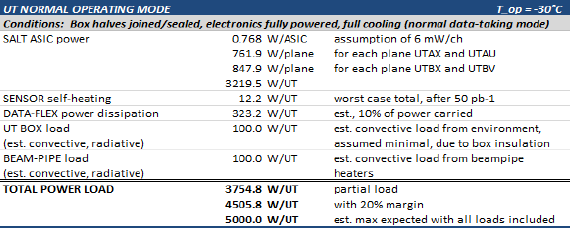 UT NORMAL OPERATING MODE T_op = -30°C
Conditions: Box halves joined/sealed, electronics fully powered, full cooling (normal data-taking mode)
SALT ASIC power 0.768 W/ASIC assumption of 6 mW/ch
761.9 W/plane for each plane UTAX and UTAU
847.9 W/plane for each plane UTBX and UTBV
3219.5 W/UT
SENSOR self-heating 12.2 W/UT worst case total, after 50 pb-1
DATA-FLEX power dissipation 323.2 W/UT est., 10% of power carried
UT BOX load 100.0 W/UT est. convective load from environment,
(est. convective, radiative) assumed minimal, due to box insulation
BEAM-PIPE load 100.0 W/UT est. convective load from beampipe
(est. convective, radiative) heaters
TOTAL POWER LOAD 3754.8 W/UT partial load
4505.8 W/UT with 20% margin
5000.0 W/UT est. max expected with all loads included